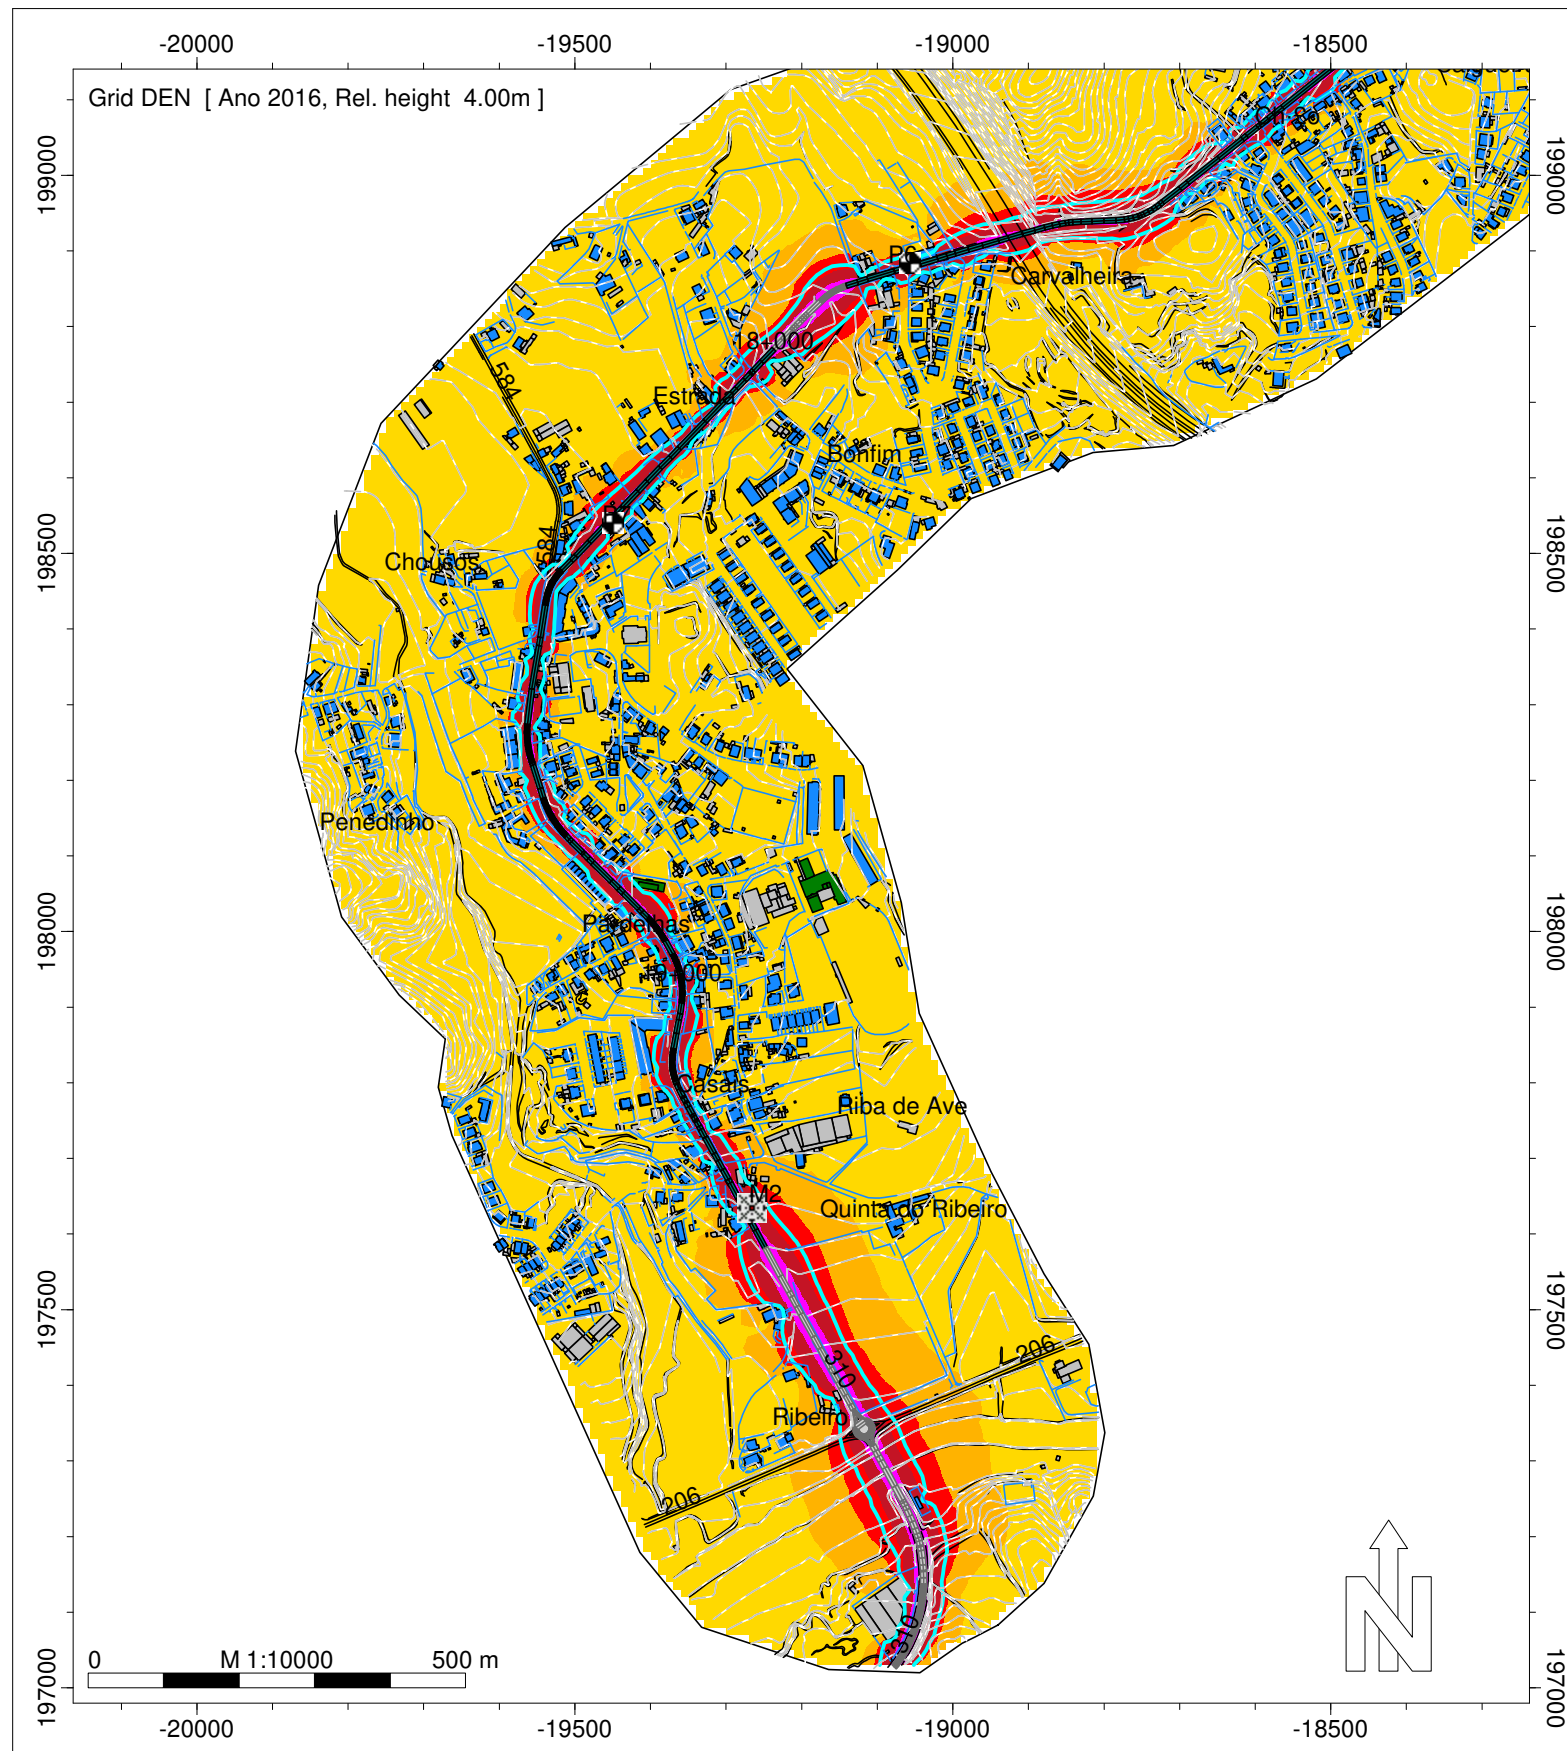 -20000 -19500 -19000 -18500
Grid DEN [ Ano 2016, Rel. height 4.00m ]
199000
199000
P6
Carvalheira
18+000
584
Estrada
Bonfim
198500
584
Chousos
198500
Penedinho
198000
Pardelhas
19+000
198000
Casais
Riba de Ave
M2
Quinta do Ribeiro
197500
310
206
197500
Ribeiro
206
310
N
0 M 1:10000 500 m
197000
197000
-20000 -19500 -19000 -18500